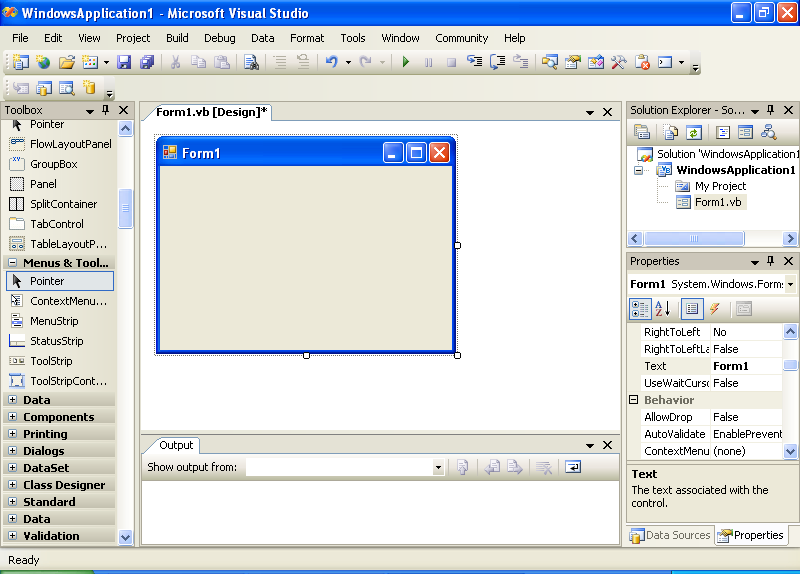 WindowsApplication1 - Microsoft Visual Studio
File Edit View Project Build Debug Data Format Tools Window Community Help
Toolbox
Pointer
FlowLayoutPanel
GroupBox
Panel
SplitContainer
TabControl
TableLayoutP...
Menus & Tool...
Pointer
ContextMenu...
MenuStrip
StatusStrip
ToolStrip
ToolStripCont...
Data
Components
Printing
Dialogs
DataSet
Class Designer
Standard
Data
Validation
Form1.vb [Design]*
Form1
Output
Show output from:
Solution Explorer - So...
Solution 'WindowsApplication1
WindowsApplication1
My Project
Form1.vb
Properties
Form1 System.Windows.Forms
RightToLeft No
RightToLeftLa False
Text Form1
UseWaitCurso False
Behavior
AllowDrop False
AutoValidate EnablePrevent
ContextMenu (none)
Text
The text associated with the
control.
Data Sources Properties
Ready